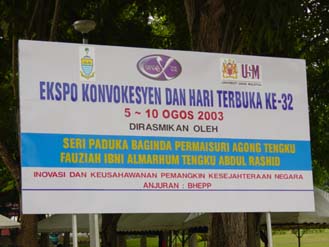 USM
EKSPO KONVOKESYEN DAN HARI TERBUKA KE-32
5 ~ 10 OGOS 2003
DIRASMIKAN OLEH
SERI PADUKA BAGINDA PERMAISURI AGONG TENGKU
FAUZIAH IBNI ALMARHUM TENGKU ABDUL RASHID
INOVASI DAN KEUSAHAWANAN PEMANGKIN KESEJAHTERAAN NEGARA
ANJURAN : BHEPP